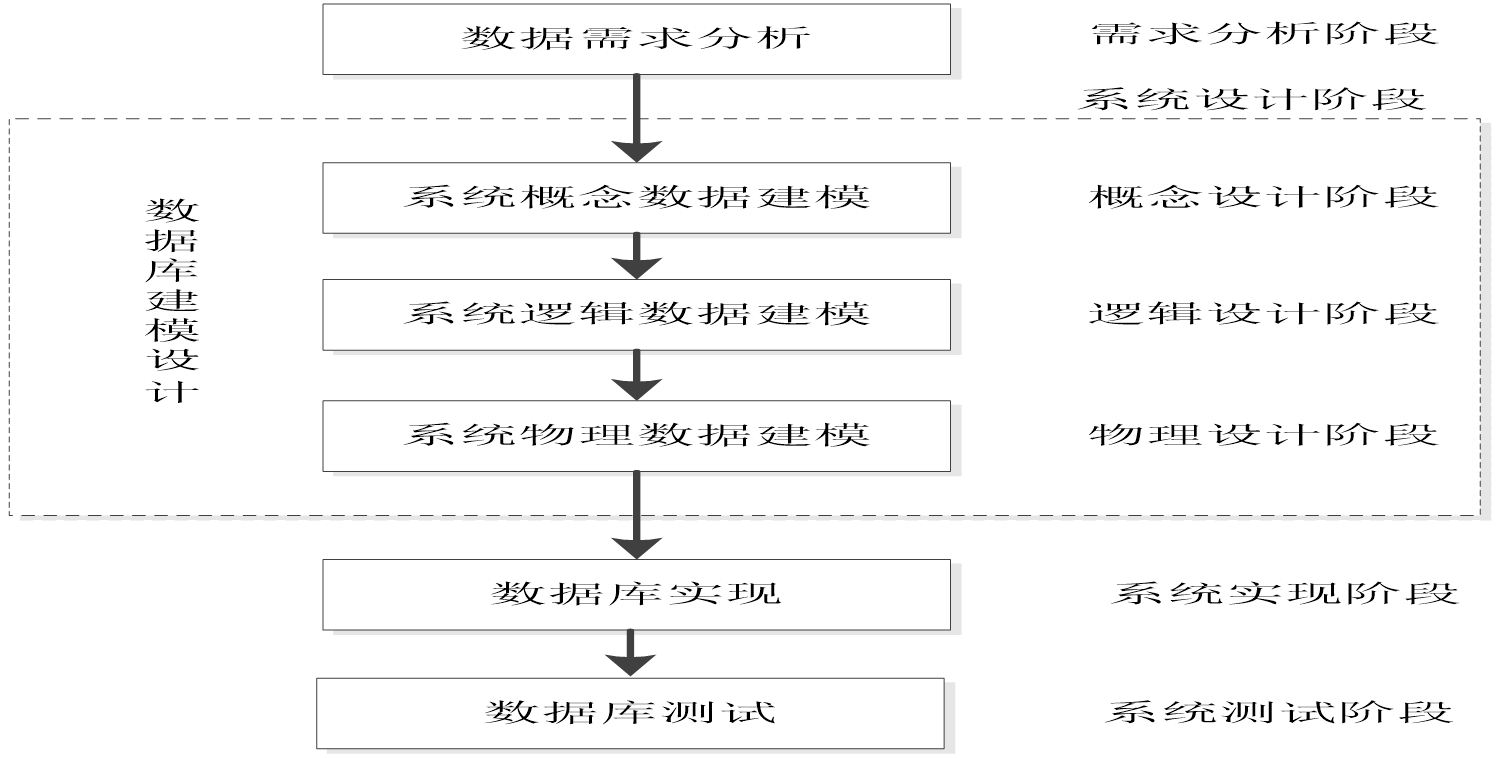 数据需求分析
需求分析阶段
系统设计阶段
数据库建模设计
系统概念数据建模
概念设计阶段
系统逻辑数据建模
逻辑设计阶段
系统物理数据建模
物理设计阶段
数据库实现
系统实现阶段
数据库测试
系统测试阶段